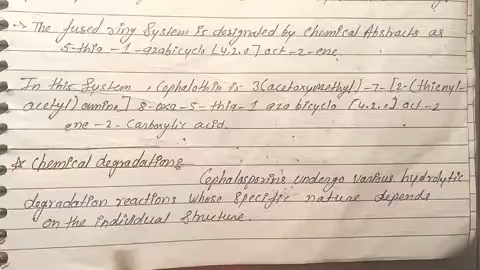 -> The fused ring System is designated by chemical Abstracts as
5-thia-1-azabicyclo [4.2.0] oct-2-ene.
In this System, Cephalothin is 3(acetoxymethyl)-7-[2-(thienyl-
acetyl) amino] 8-oxa-5-thia-1 aza bicyclo [4.2.0] oct-2
ene-2-Carboxylic acid.
* Chemical degradations
Cephalosporins undergo various hydrolytic
degradation reactions whose specific nature depends
on the individual structure.